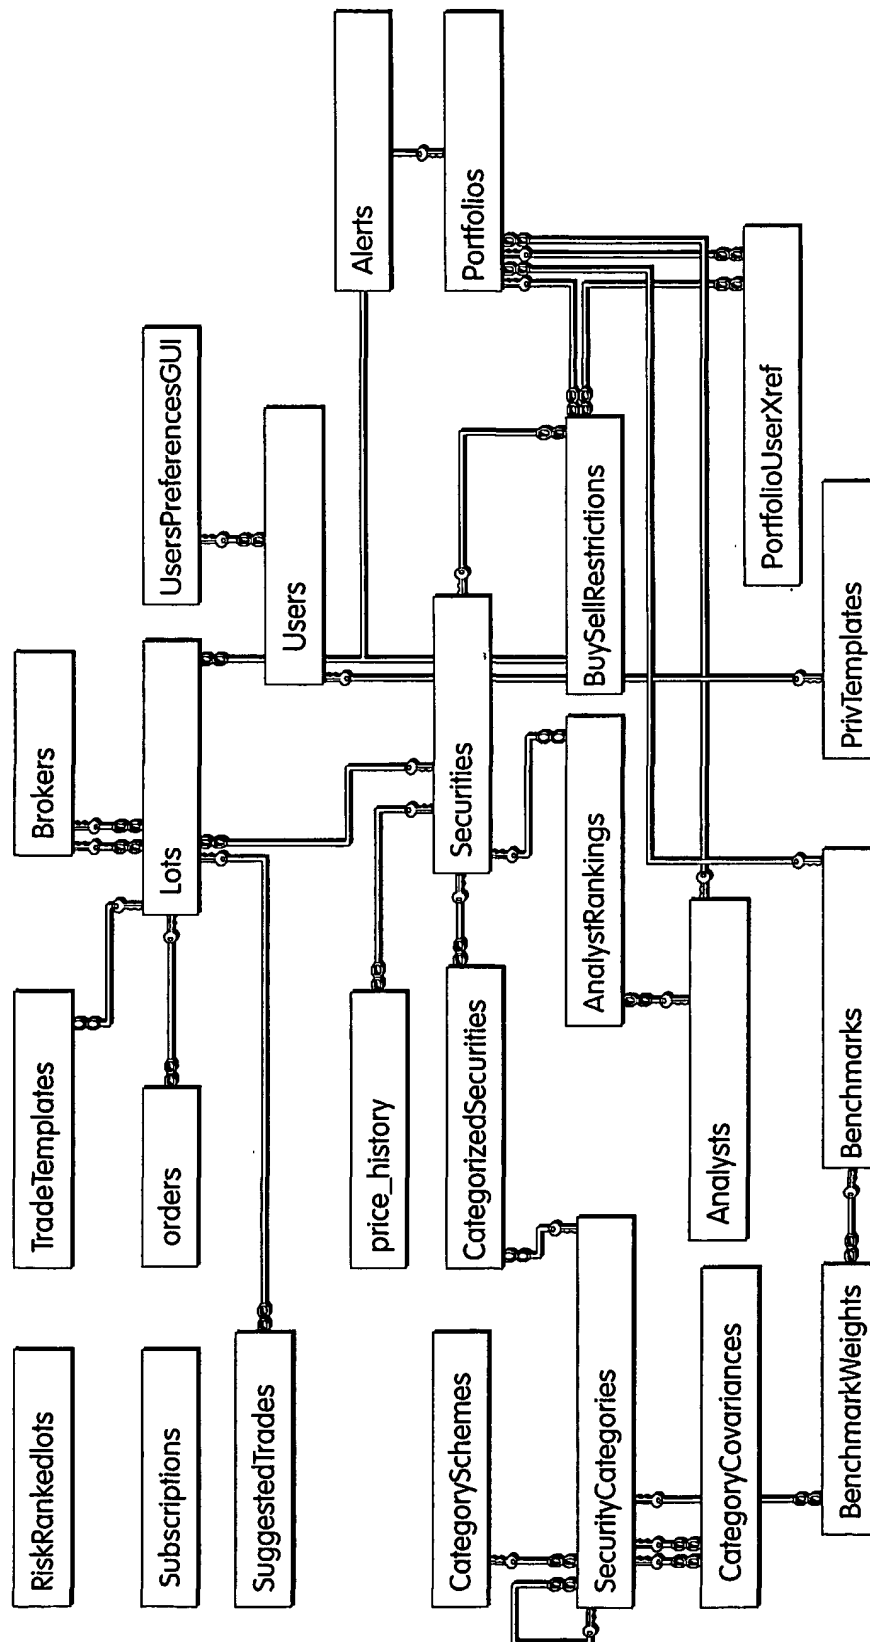 RiskRankedlots
TradeTemplates
Brokers
Subscriptions
orders
Lots
UsersPreferencesGUI
SuggestedTrades
Users
Alerts
price_history
CategorySchemes
CategorizedSecurities
Securities
Portfolios
SecurityCategories
AnalystRankings
BuySellRestrictions
CategoryCovariances
Analysts
PortfolioUserXref
BenchmarkWeights
Benchmarks
PrivTemplates